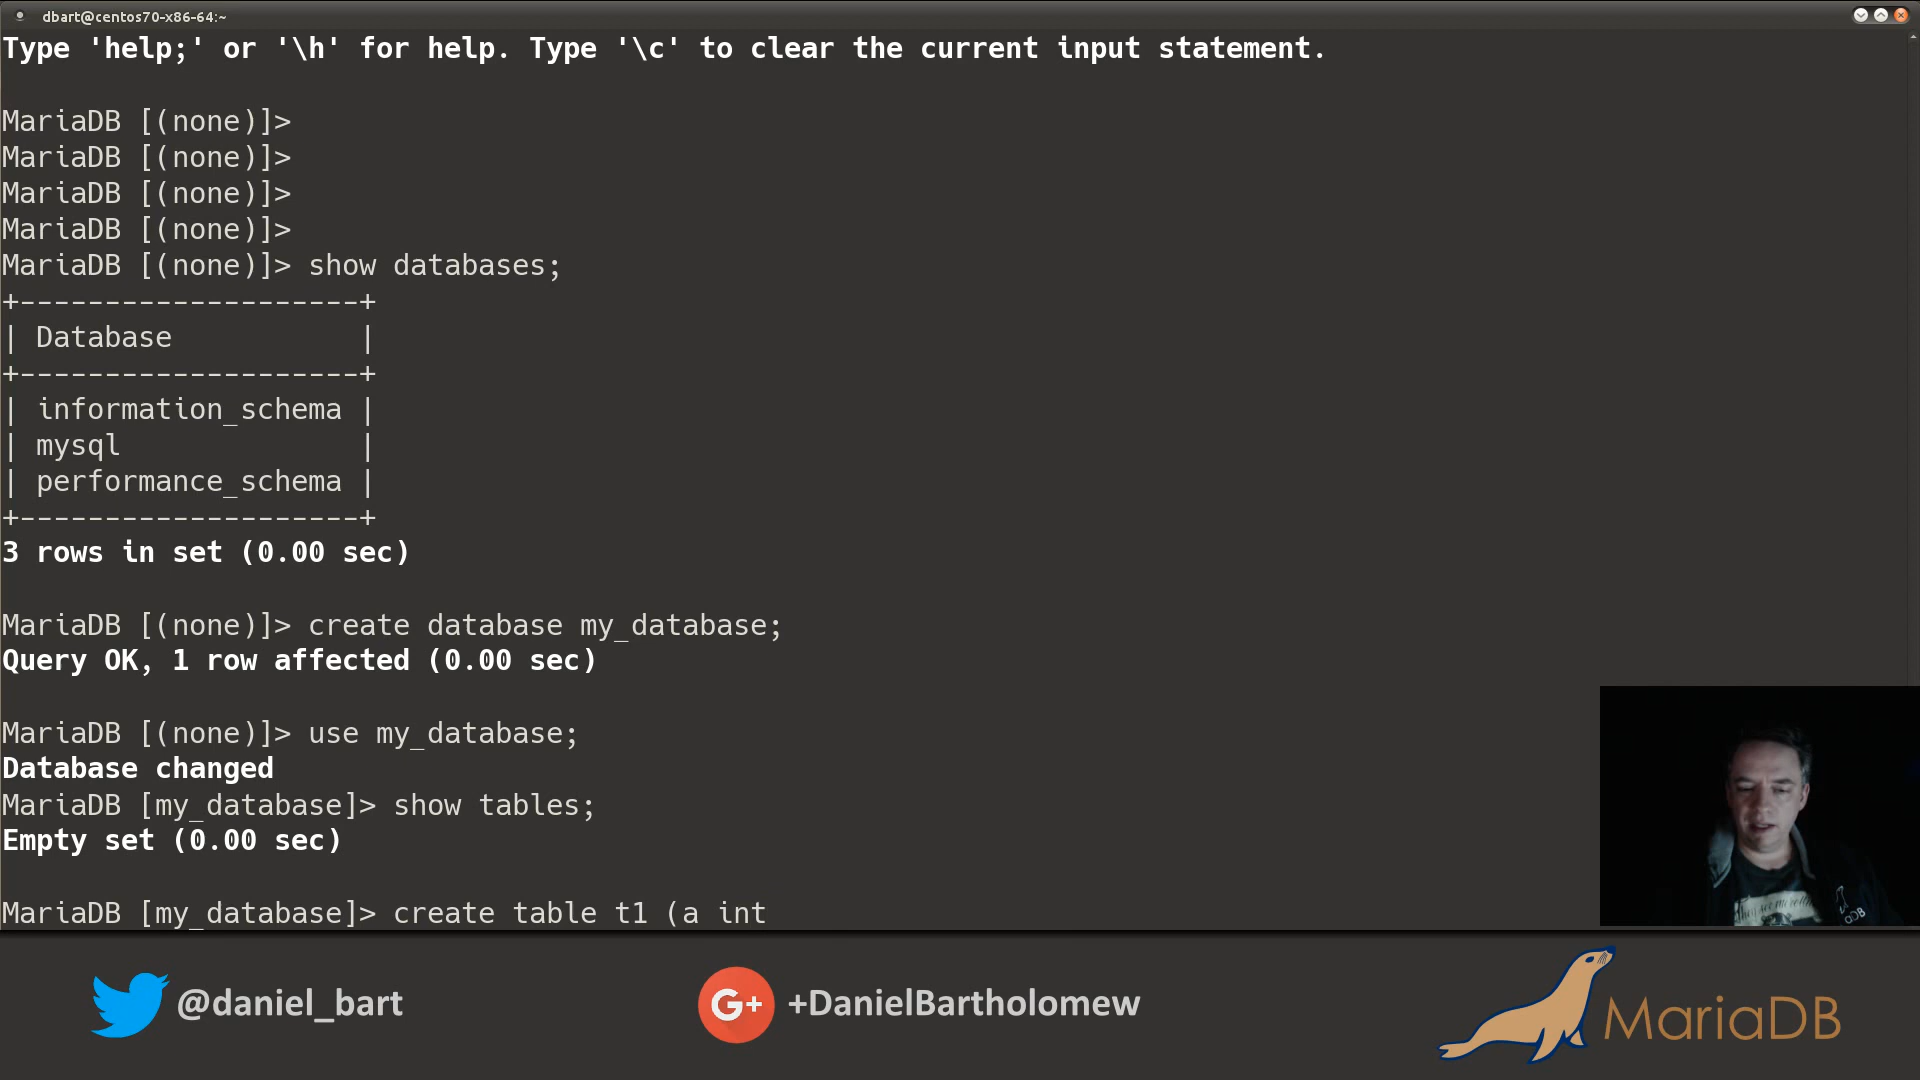 dbart@centos70-x86-64:~
Type 'help;' or '\h' for help. Type '\c' to clear the current input statement.
MariaDB [(none)]>
MariaDB [(none)]>
MariaDB [(none)]>
MariaDB [(none)]>
MariaDB [(none)]> show databases;
+--------------------+
| Database           |
+--------------------+
| information_schema |
| mysql              |
| performance_schema |
+--------------------+
3 rows in set (0.00 sec)
MariaDB [(none)]> create database my_database;
Query OK, 1 row affected (0.00 sec)
MariaDB [(none)]> use my_database;
Database changed
MariaDB [my_database]> show tables;
Empty set (0.00 sec)
MariaDB [my_database]> create table t1 (a int
@daniel_bart
G+ +DanielBartholomew
MariaDB